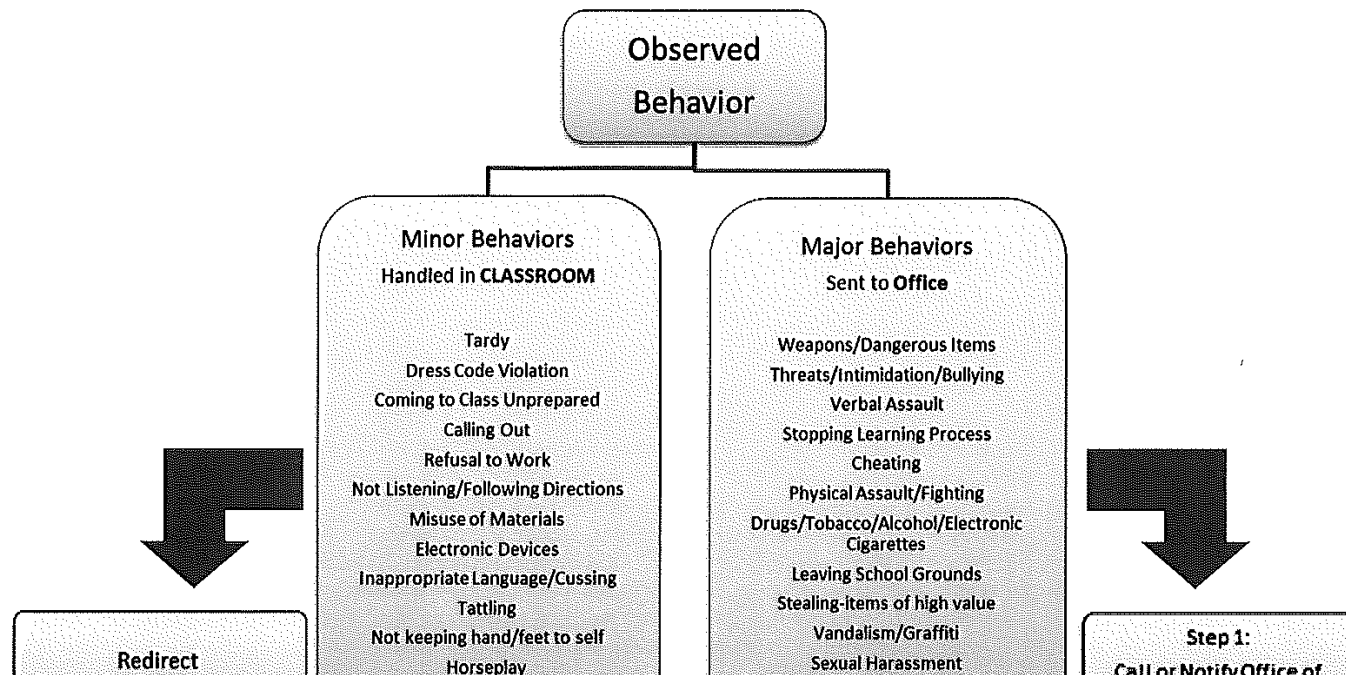 Observed
Behavior
Minor Behaviors
Handled in CLASSROOM
Tardy
Dress Code Violation
Coming to Class Unprepared
Calling Out
Refusal to Work
Not Listening/Following Directions
Misuse of Materials
Electronic Devices
Inappropriate Language/Cussing
Tattling
Not keeping hand/feet to self
Horseplay
Major Behaviors
Sent to Office
Weapons/Dangerous Items
Threats/Intimidation/Bullying
Verbal Assault
Stopping Learning Process
Cheating
Physical Assault/Fighting
Drugs/Tobacco/Alcohol/Electronic
Cigarettes
Leaving School Grounds
Stealing-items of high value
Vandalism/Graffiti
Sexual Harassment
Redirect
Step 1:
Call or Notify Office of